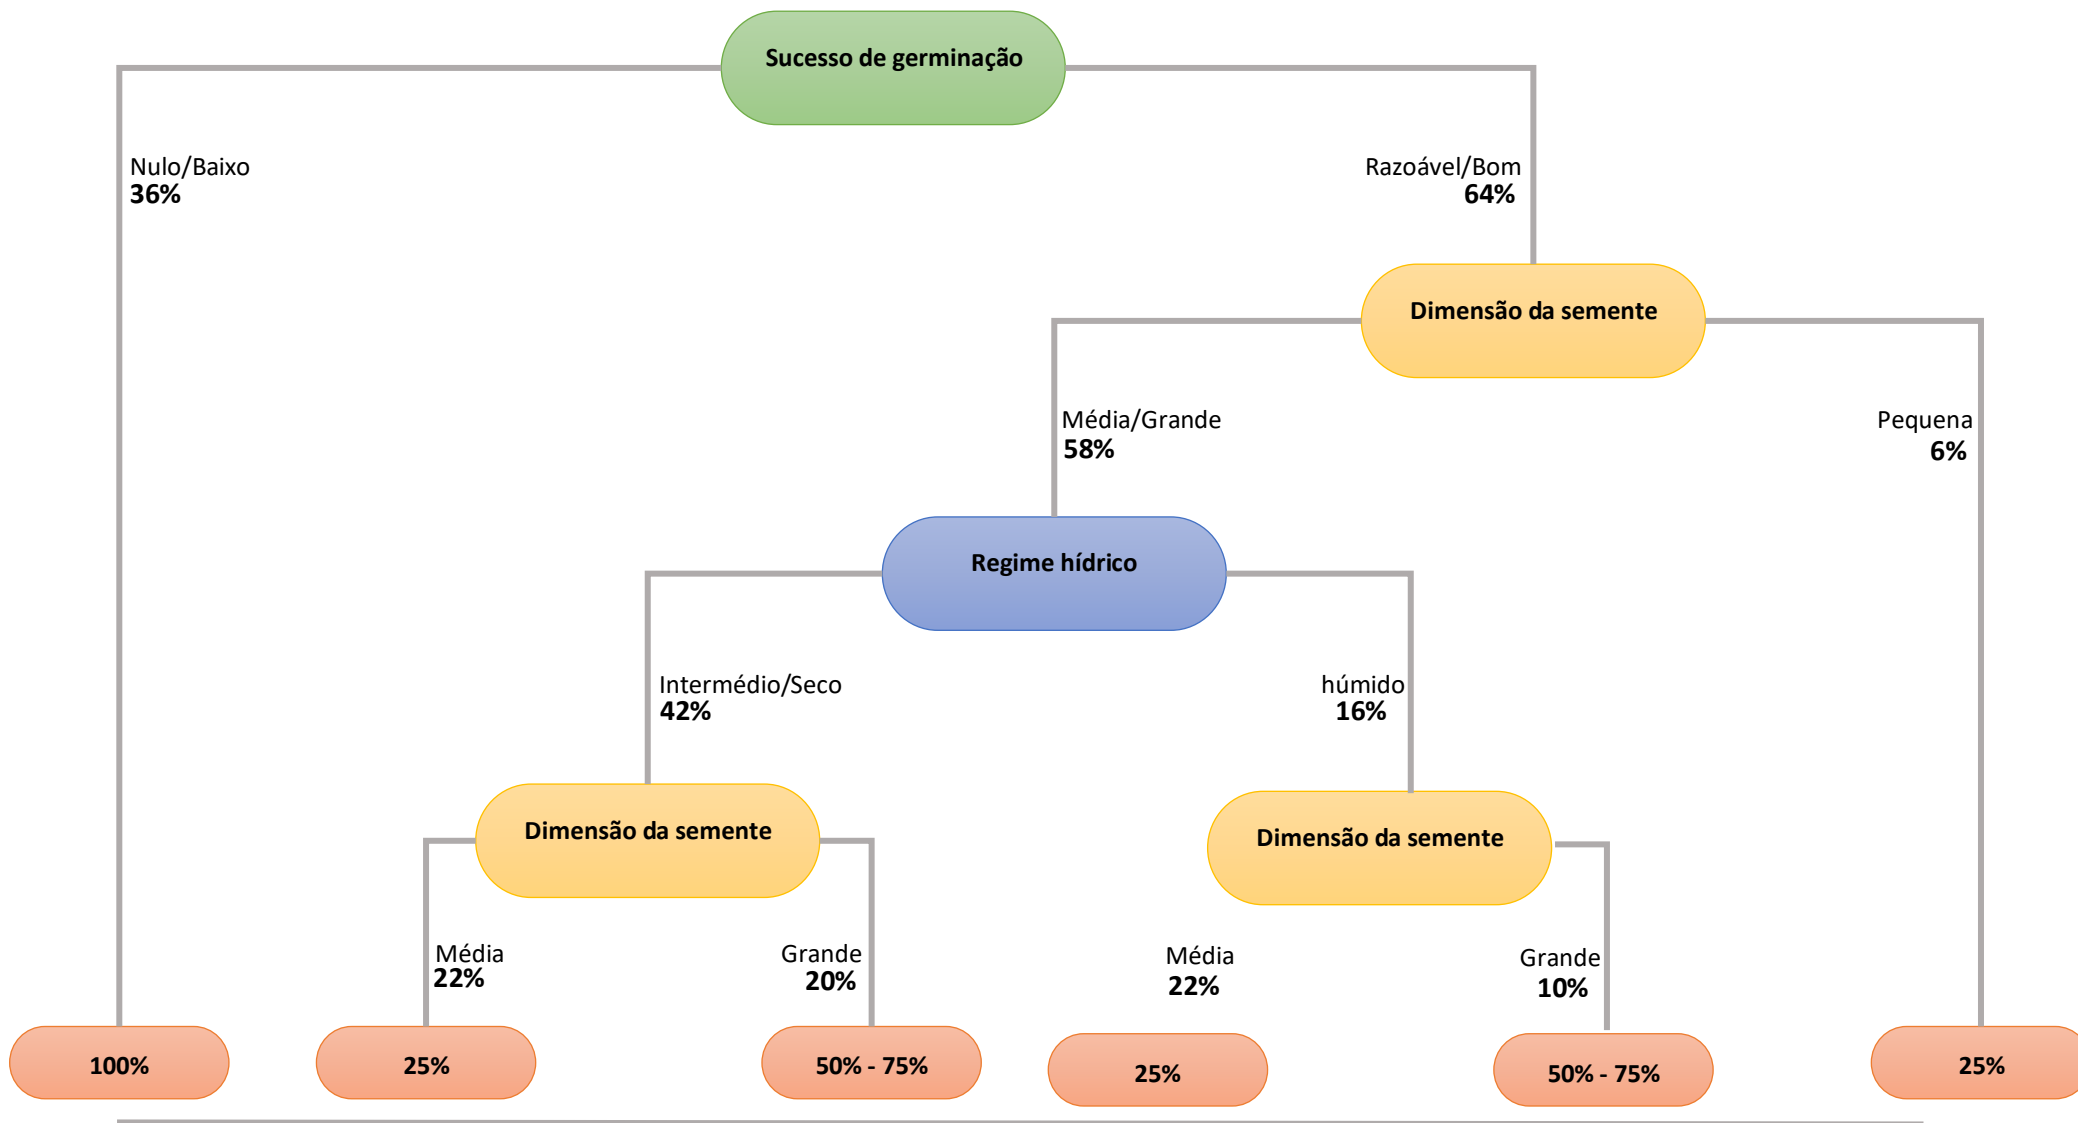 Sucesso de germinação
Nulo/Baixo
36%
Razoável/Bom
64%
Dimensão da semente
Média/Grande
58%
Pequena
6%
Regime hídrico
Intermédio/Seco
42%
húmido
16%
Dimensão da semente
Dimensão da semente
Média
22%
Grande
20%
Média
22%
Grande
10%
100%
25%
50% - 75%
25%
50% - 75%
25%